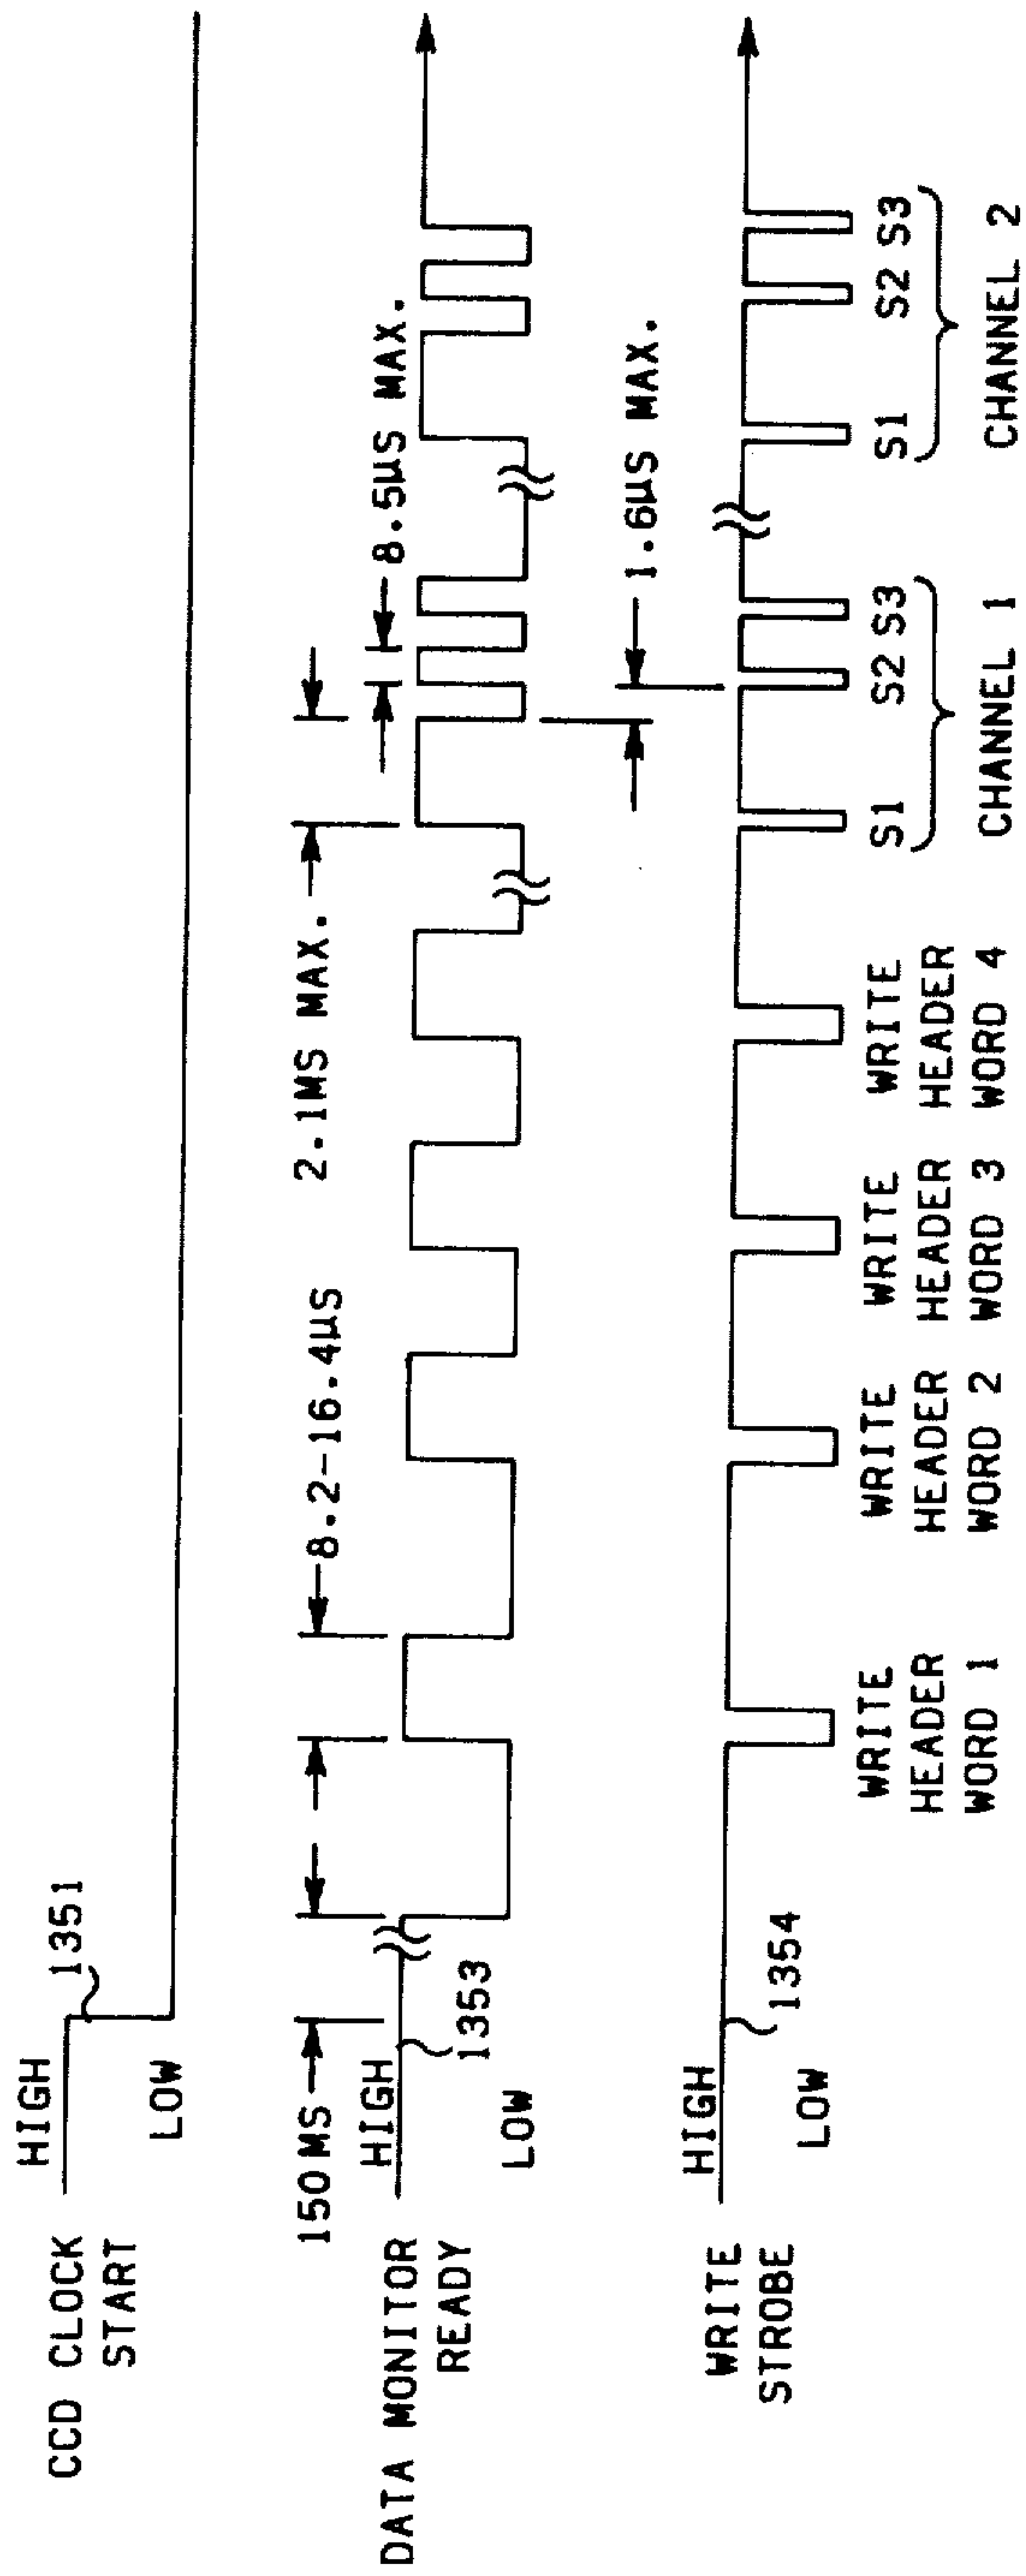 CCD CLOCK
START
HIGH
LOW
1351
DATA MONITOR
READY
150 MS
HIGH
LOW
1353
8.2-16.4µS
2.1MS MAX.
8.5µS MAX.
1.6µS MAX.
WRITE
STROBE
HIGH
LOW
1354
WRITE
HEADER
WORD 1
WRITE
HEADER
WORD 2
WRITE
HEADER
WORD 3
WRITE
HEADER
WORD 4
S1 S2 S3
CHANNEL 1
S1 S2 S3
CHANNEL 2